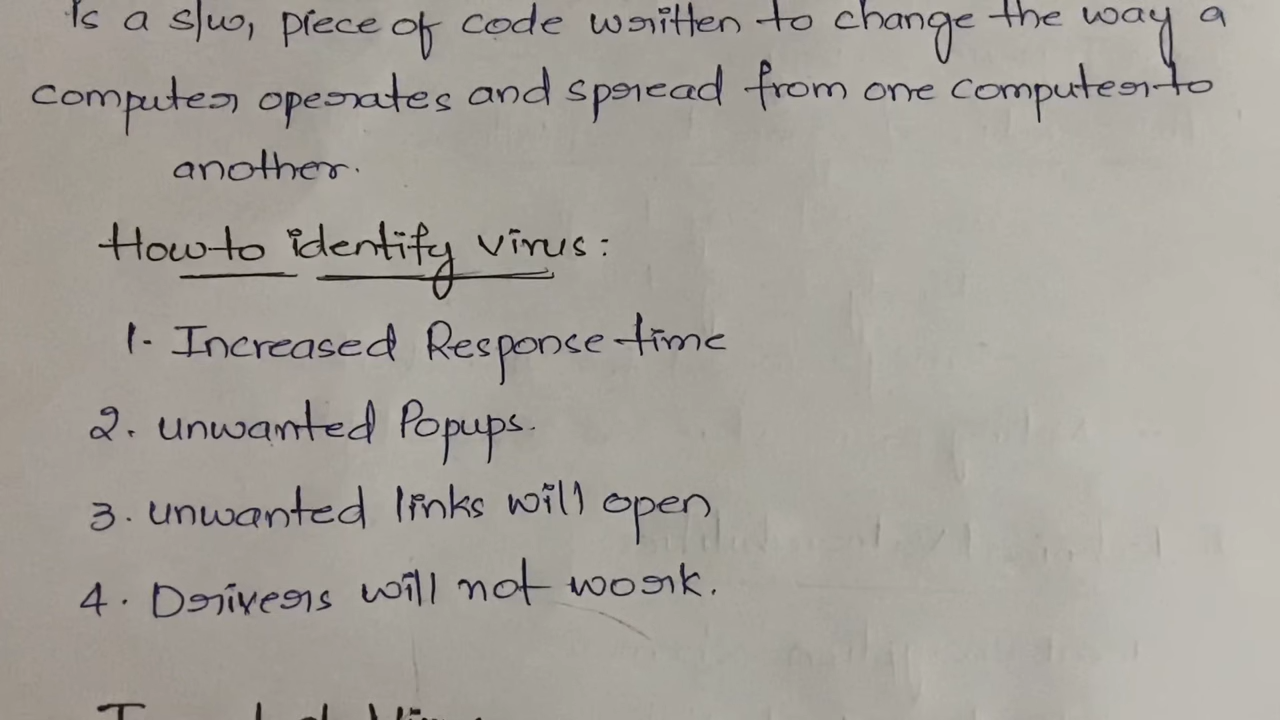 is a s/w, piece of code written to change the way a
computer operates and spread from one computer to
another.
How to identify virus:
1. Increased Response time
2. unwanted Popups.
3. unwanted links will open
4. Drivers will not work.